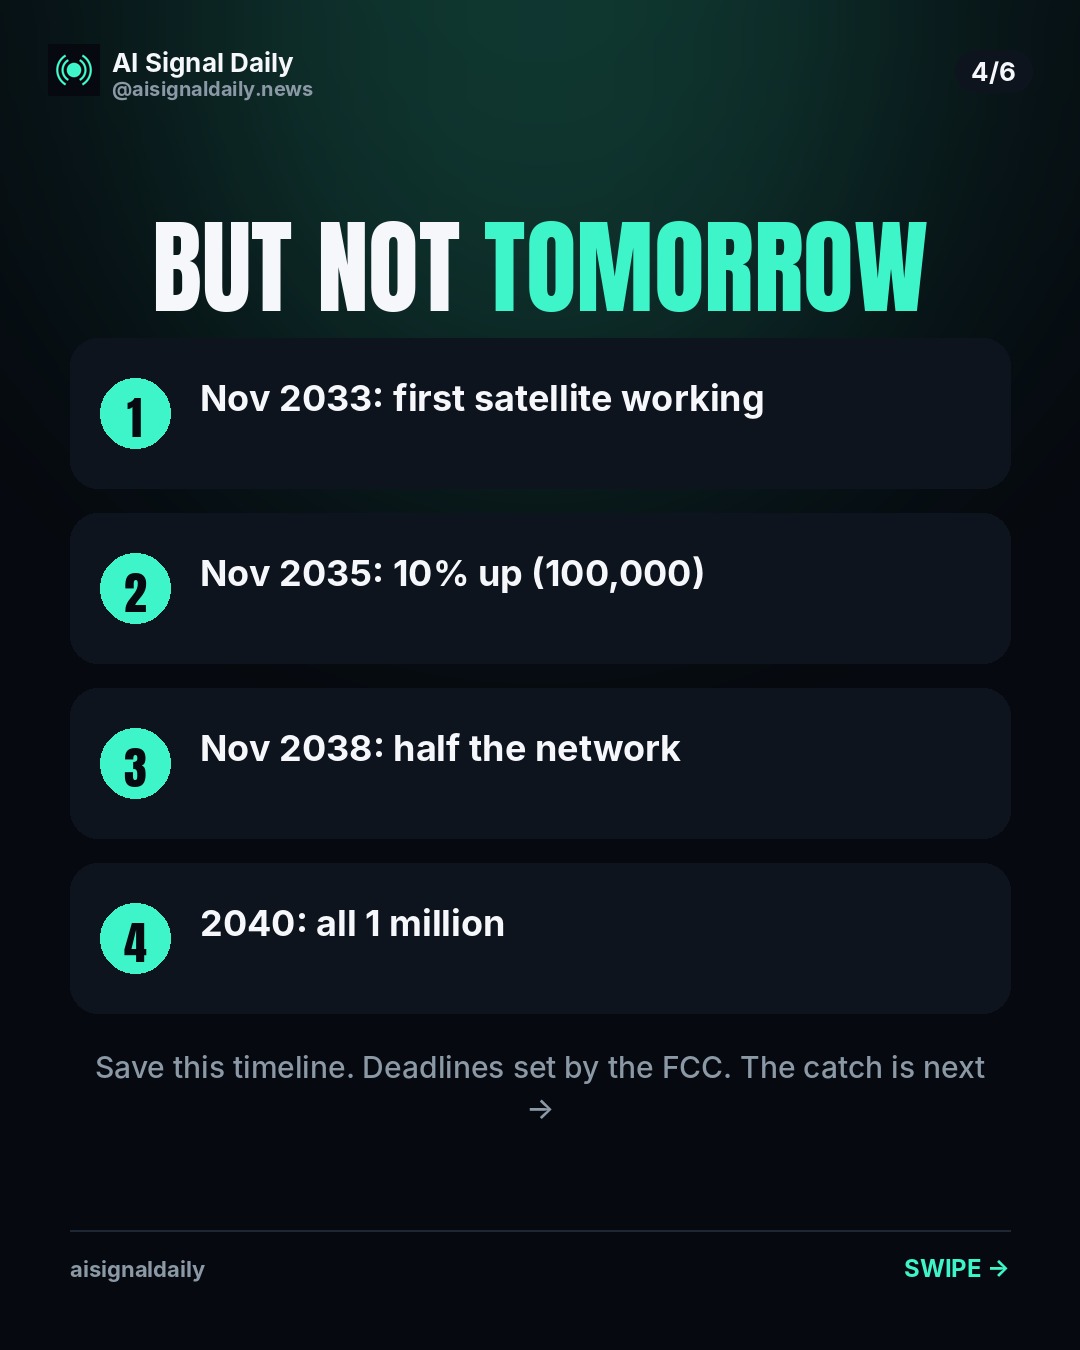 AI Signal Daily
@aisignaldaily.news
4/6
BUT NOT TOMORROW
1
Nov 2033: first satellite working
2
Nov 2035: 10% up (100,000)
3
Nov 2038: half the network
4
2040: all 1 million
Save this timeline. Deadlines set by the FCC. The catch is next
→
aisignaldaily
SWIPE →